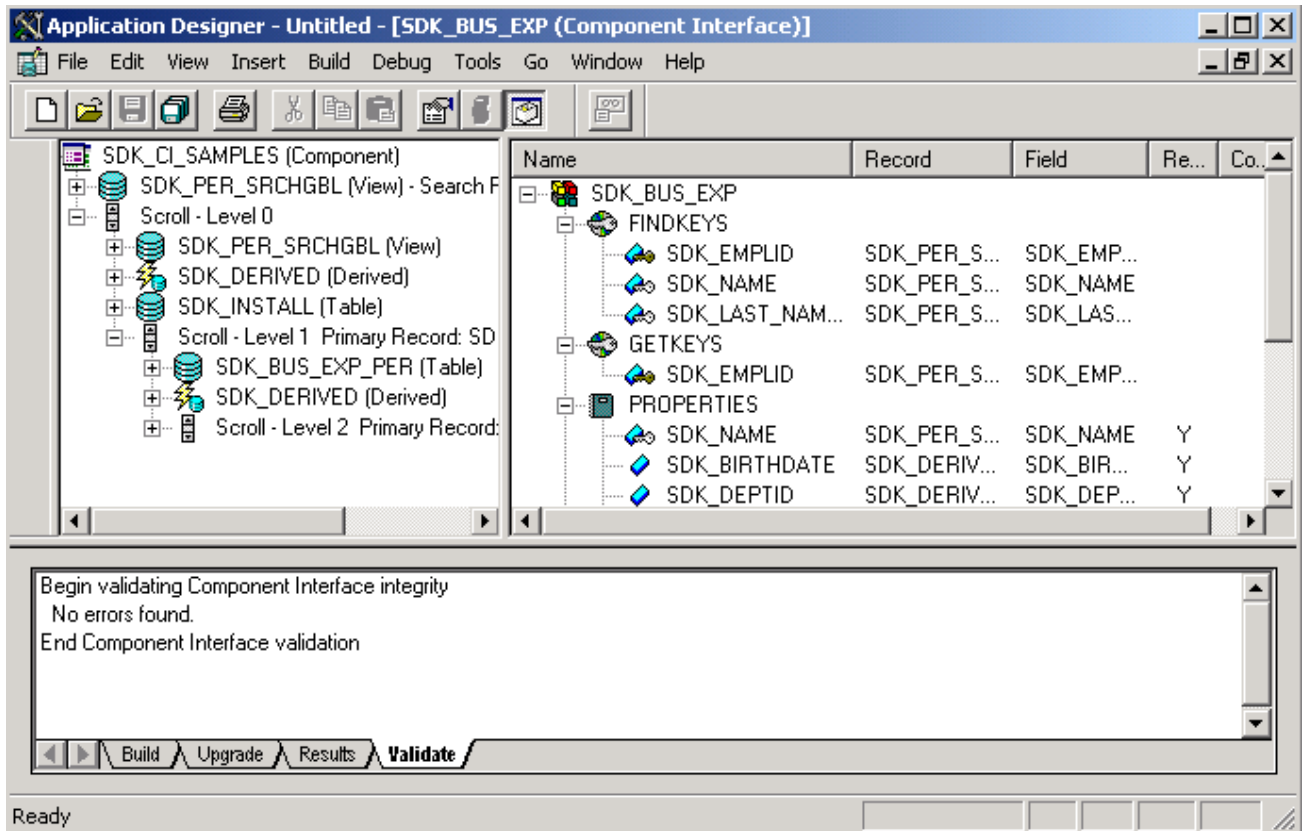 Application Designer - Untitled - [SDK_BUS_EXP (Component Interface)]
File Edit View Insert Build Debug Tools Go Window Help
SDK_CI_SAMPLES (Component)
SDK_PER_SRCHGBL (View) - Search F
Scroll - Level 0
SDK_PER_SRCHGBL (View)
SDK_DERIVED (Derived)
SDK_INSTALL (Table)
Scroll - Level 1 Primary Record: SD
SDK_BUS_EXP_PER (Table)
SDK_DERIVED (Derived)
Scroll - Level 2 Primary Record:
Name Record Field Re... Co..
SDK_BUS_EXP
FINDKEYS
SDK_EMPLID SDK_PER_S... SDK_EMP...
SDK_NAME SDK_PER_S... SDK_NAME
SDK_LAST_NAM... SDK_PER_S... SDK_LAS...
GETKEYS
SDK_EMPLID SDK_PER_S... SDK_EMP...
PROPERTIES
SDK_NAME SDK_PER_S... SDK_NAME Y
SDK_BIRTHDATE SDK_DERIV... SDK_BIR... Y
SDK_DEPTID SDK_DERIV... SDK_DEP... Y
Begin validating Component Interface integrity
No errors found.
End Component Interface validation
Build Upgrade Results Validate
Ready